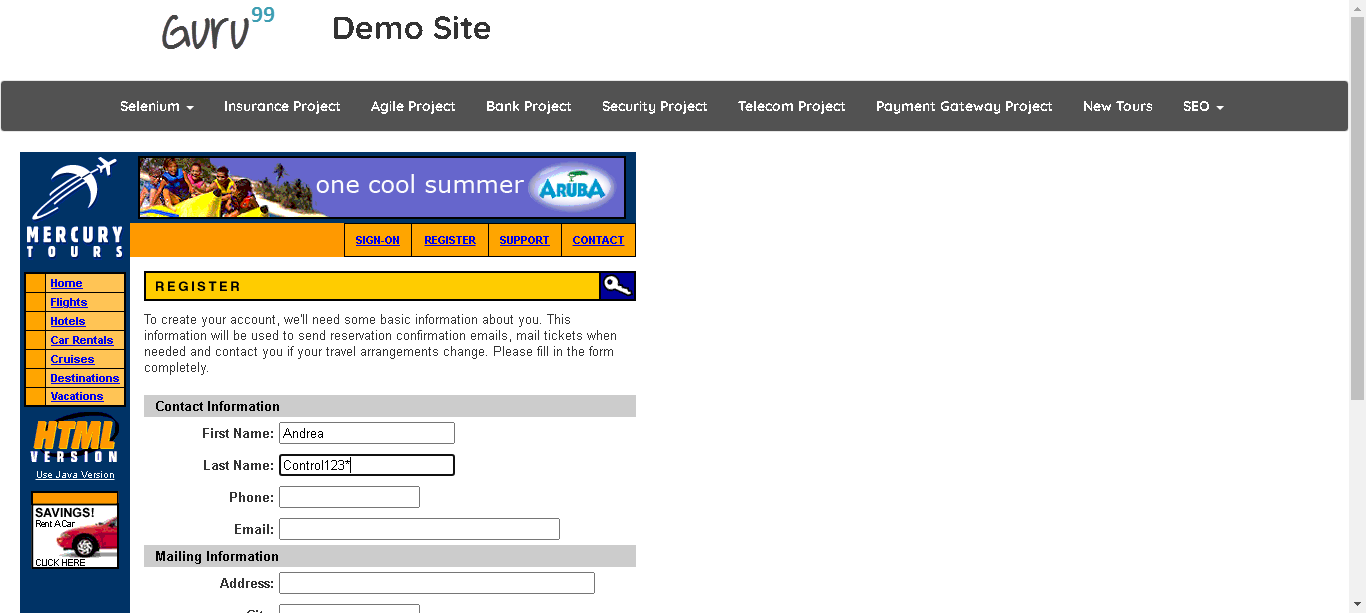 Guru99
Demo Site
Selenium Insurance Project Agile Project Bank Project Security Project Telecom Project Payment Gateway Project New Tours SEO
one cool summer ARUBA
MERCURY
TOURS
SIGN-ON REGISTER SUPPORT CONTACT
Home
Flights
Hotels
Car Rentals
Cruises
Destinations
Vacations
HTML
VERSION
Use Java Version
SAVINGS!
Rent A Car
CLICK HERE
REGISTER
To create your account, we'll need some basic information about you. This
information will be used to send reservation confirmation emails, mail tickets when
needed and contact you if your travel arrangements change. Please fill in the form
completely.
Contact Information
First Name: Andrea
Last Name: Control123*
Phone:
Email:
Mailing Information
Address: